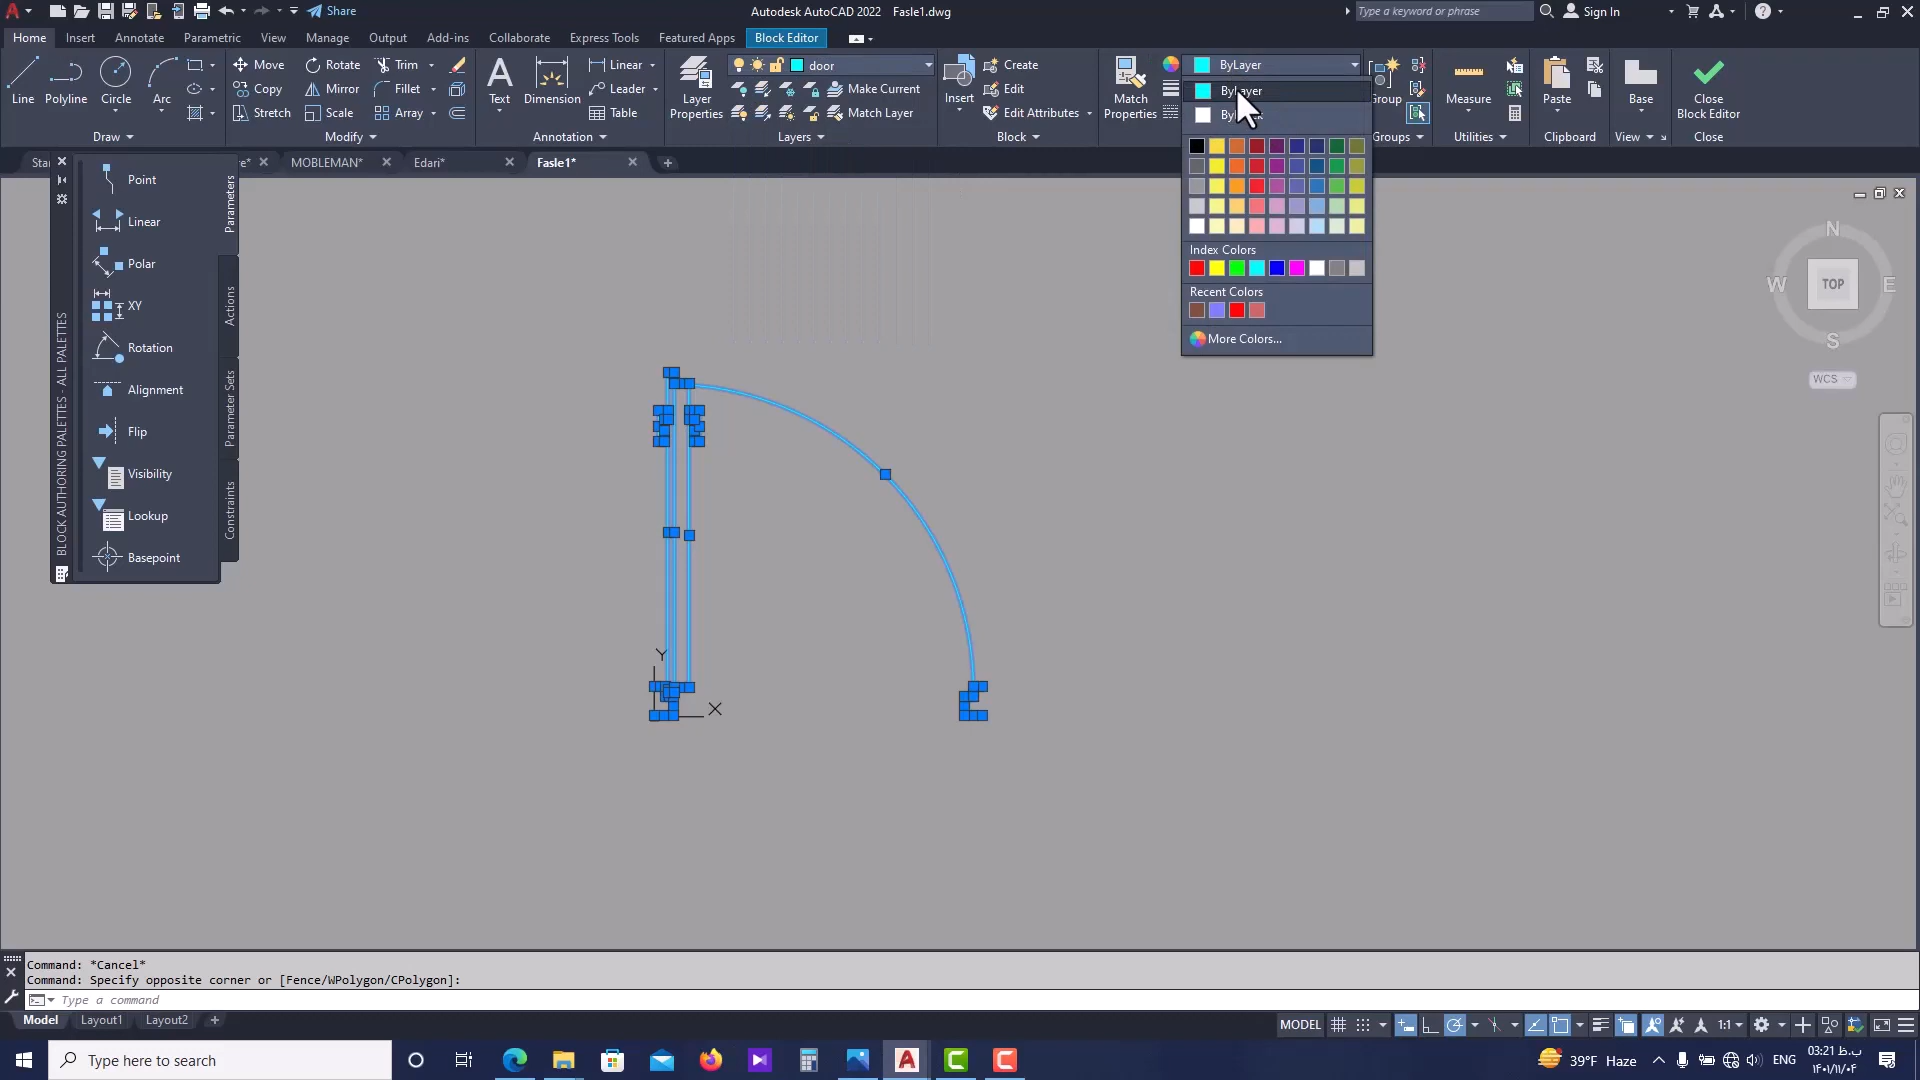 Share
Autodesk AutoCAD 2022 Fasle1.dwg
Type a keyword or phrase
Sign In
Home Insert Annotate Parametric View Manage Output Add-ins Collaborate Express Tools Featured Apps Block Editor
Line
Polyline
Circle
Arc
Draw
Move
Rotate
Trim
Copy
Mirror
Fillet
Stretch
Scale
Array
Modify
Text
Dimension
Linear
Leader
Table
Annotation
Layer
Properties
door
Make Current
Match Layer
Layers
Insert
Create
Edit
Edit Attributes
Block
Match
Properties
ByLayer
ByLayer
Index Colors
Recent Colors
More Colors...
Group
Groups
Measure
Utilities
Paste
Clipboard
Base
View
Close
Block Editor
Close
MOBLEMAN*
Edari*
Fasle1*
Point
Linear
Polar
XY
Rotation
Alignment
Flip
Visibility
Lookup
Basepoint
Parameters
Actions
Parameter Sets
Constraints
BLOCK AUTHORING PALETTES - ALL PALETTES
N
W
TOP
E
S
WCS
Y
X
Command: *Cancel*
Command: Specify opposite corner or [Fence/WPolygon/CPolygon]:
Type a command
Model Layout1 Layout2
MODEL
1:1
Type here to search
39°F Haze
ENG
03:21 ب.ظ
۱۴۰۱/۱۱/۰۴